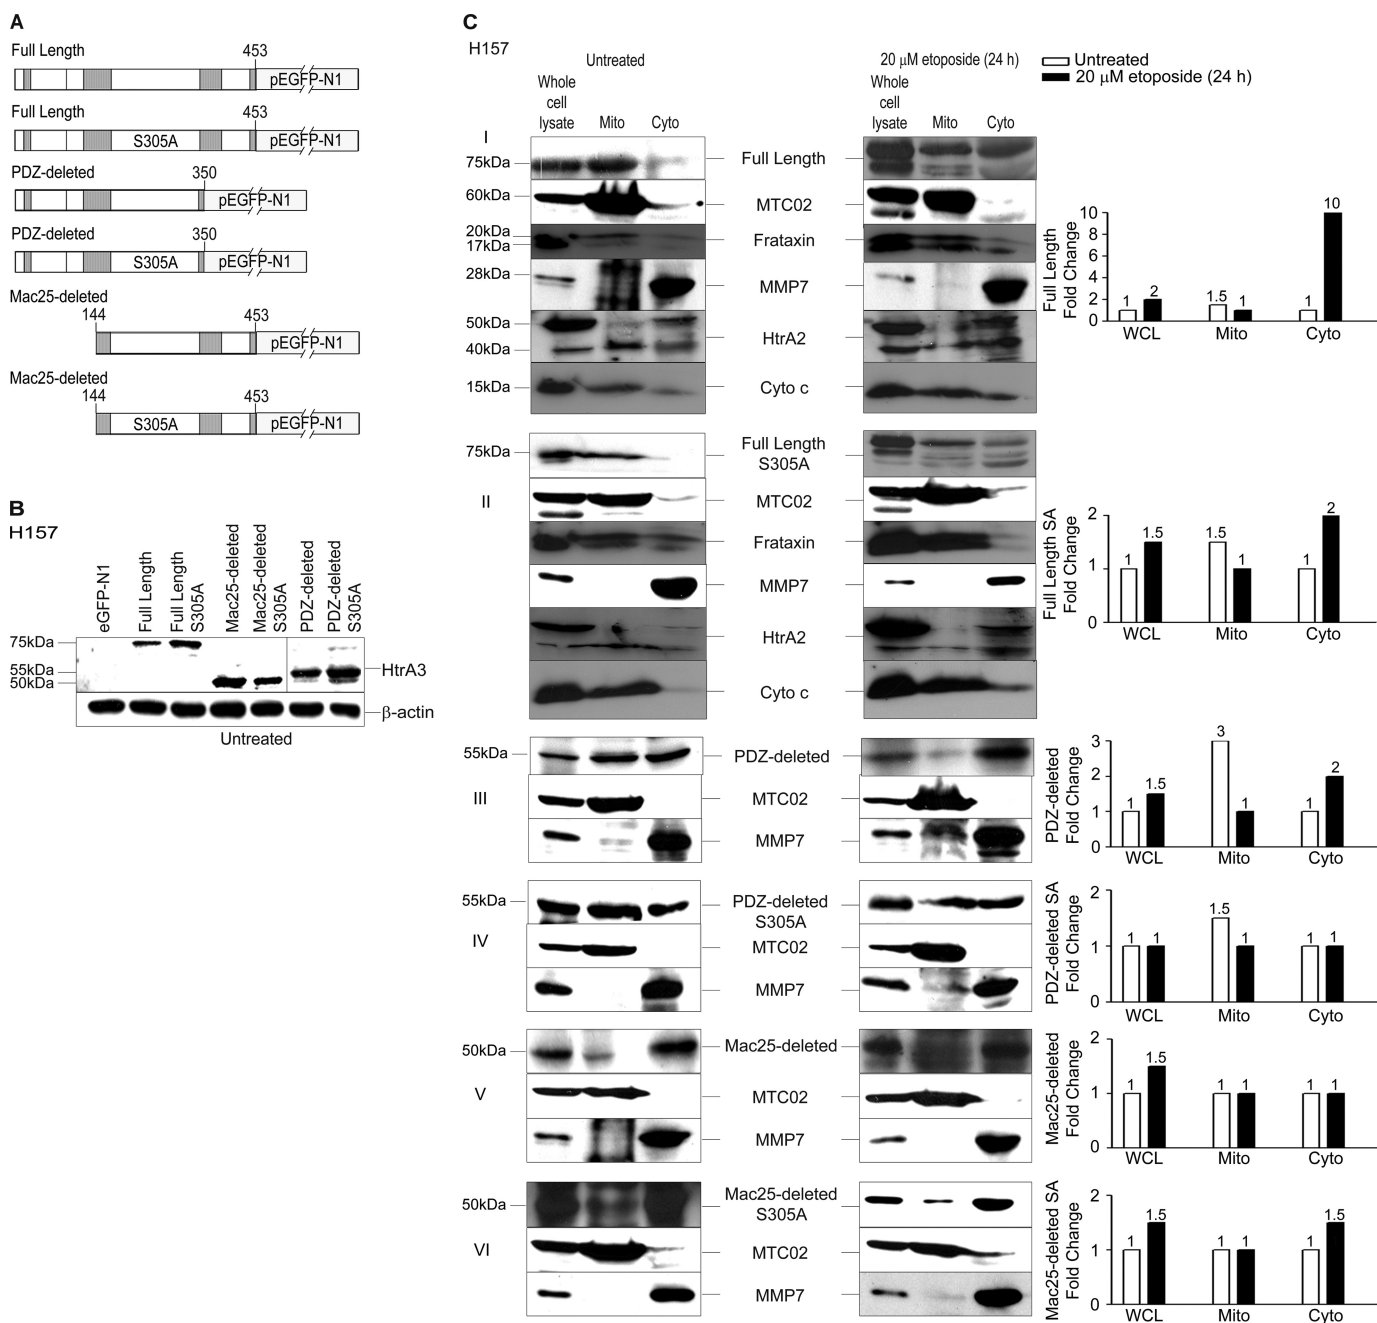 A
Full Length
453
pEGFP-N1
Full Length
453
S305A
pEGFP-N1
PDZ-deleted
350
pEGFP-N1
PDZ-deleted
350
S305A
pEGFP-N1
Mac25-deleted
144
453
pEGFP-N1
Mac25-deleted
144
453
S305A
pEGFP-N1
B
H157
eGFP-N1
Full Length
Full Length
S305A
Mac25-deleted
Mac25-deleted
S305A
PDZ-deleted
PDZ-deleted
S305A
75kDa
55kDa
50kDa
HtrA3
β-actin
Untreated
C
H157
Untreated
20 μM etoposide (24 h)
Whole
cell
lysate
Mito
Cyto
Whole
cell
lysate
Mito
Cyto
Untreated
20 μM etoposide (24 h)
I
75kDa
Full Length
60kDa
MTC02
20kDa
17kDa
Frataxin
28kDa
MMP7
50kDa
40kDa
HtrA2
15kDa
Cyto c
Full Length
Fold Change
10
8
6
4
2
0
1
2
1.5
1
1
10
WCL
Mito
Cyto
II
75kDa
Full Length
S305A
MTC02
Frataxin
MMP7
HtrA2
Cyto c
Full Length SA
Fold Change
2
1
0
1
1.5
1.5
1
1
2
WCL
Mito
Cyto
III
55kDa
PDZ-deleted
MTC02
MMP7
PDZ-deleted
Fold Change
3
2
1
0
1
1.5
3
1
1
2
WCL
Mito
Cyto
IV
55kDa
PDZ-deleted
S305A
MTC02
MMP7
PDZ-deleted SA
Fold Change
2
1
0
1
1
1.5
1
1
1
WCL
Mito
Cyto
V
50kDa
Mac25-deleted
MTC02
MMP7
Mac25-deleted
Fold Change
2
1
0
1
1.5
1
1
1
1
WCL
Mito
Cyto
VI
50kDa
Mac25-deleted
S305A
MTC02
MMP7
Mac25-deleted SA
Fold Change
2
1
0
1
1.5
1
1
1
1.5
WCL
Mito
Cyto